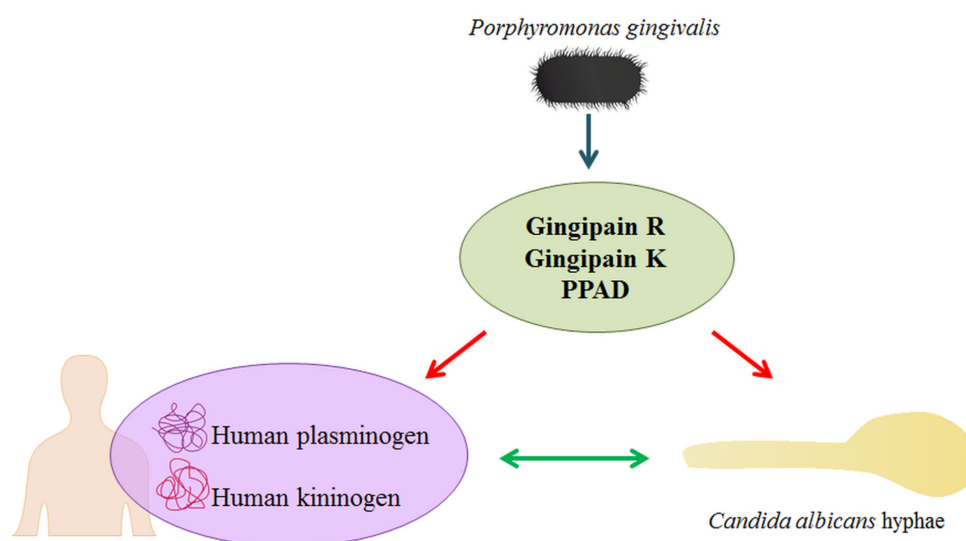 Porphyromonas gingivalis
Gingipain R
Gingipain K
PPAD
Human plasminogen
Human kininogen
Candida albicans hyphae